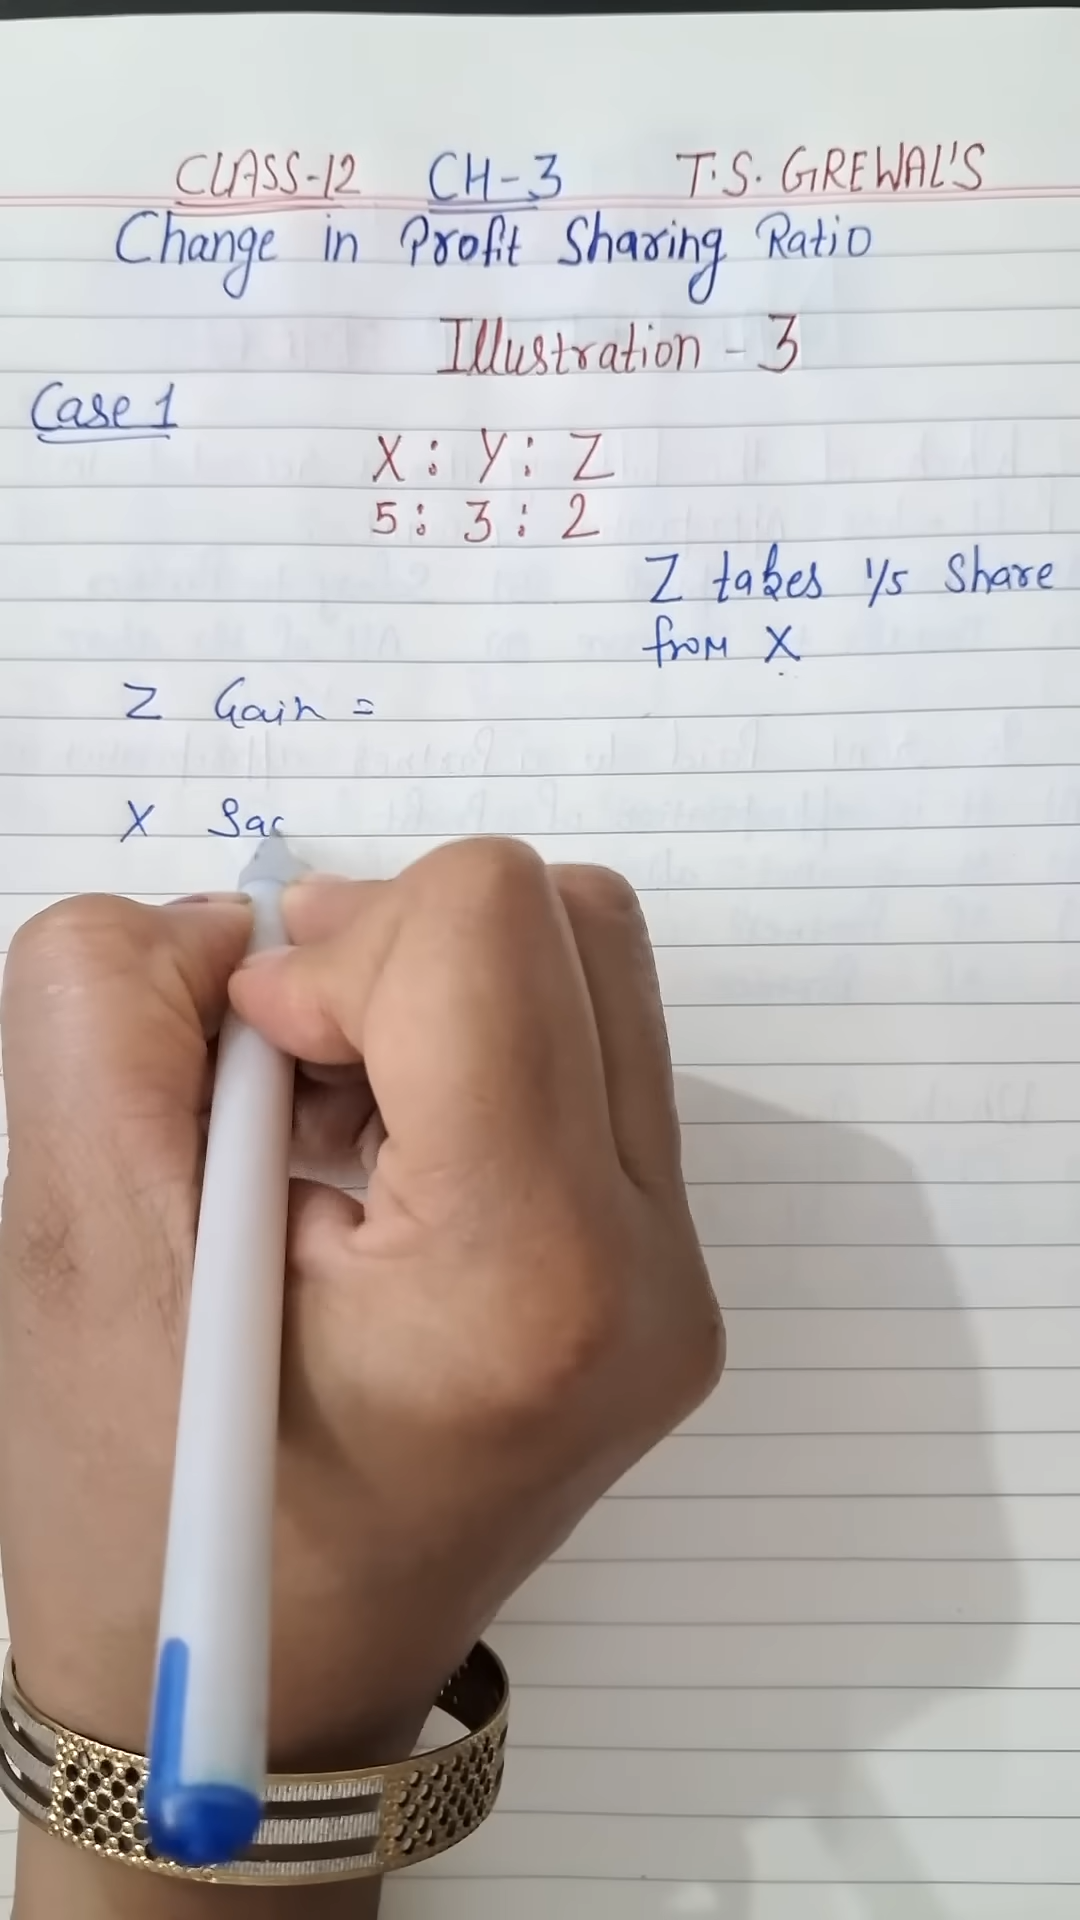 CLASS-12 CH-3 T.S. GREWAL'S
Change in Profit Sharing Ratio
Illustration - 3
Case 1
X : Y : Z
5 : 3 : 2
Z takes 1/5 Share
from X
Z Gain =
X Sac